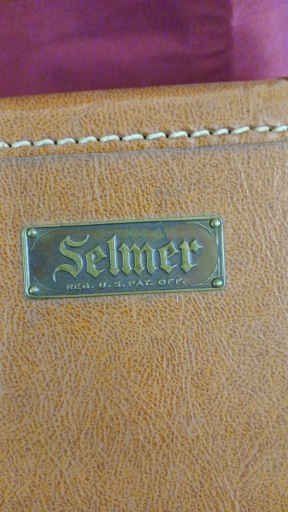 Selmer
REG. U. S. PAT. OFF.